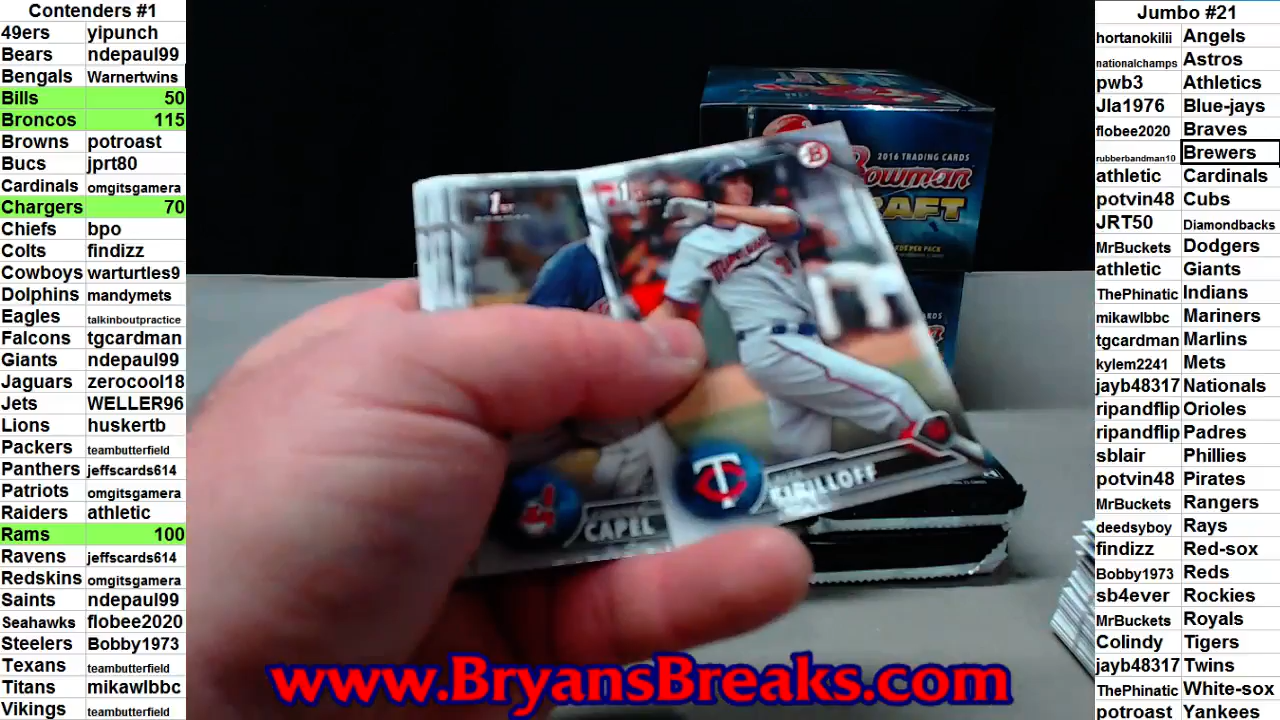 Contenders #1
49ers yipunch
Bears ndepaul99
Bengals Warnertwins
Bills 50
Broncos 115
Browns potroast
Bucs jprt80
Cardinals omgitsgamera
Chargers 70
Chiefs bpo
Colts findizz
Cowboys warturtles9
Dolphins mandymets
Eagles talkinboutpractice
Falcons tgcardman
Giants ndepaul99
Jaguars zerocool18
Jets WELLER96
Lions huskertb
Packers teambutterfield
Panthers jeffscards614
Patriots omgitsgamera
Raiders athletic
Rams 100
Ravens jeffscards614
Redskins omgitsgamera
Saints ndepaul99
Seahawks flobee2020
Steelers Bobby1973
Texans teambutterfield
Titans mikawlbbc
Vikings teambutterfield
2016 TRADING CARDS
Bowman
1st
B
CAPEL
KIRILLOFF
www.BryansBreaks.com
Jumbo #21
hortanokilii Angels
nationalchamps Astros
pwb3 Athletics
Jla1976 Blue-jays
flobee2020 Braves
rubberbandman10 Brewers
athletic Cardinals
potvin48 Cubs
JRT50 Diamondbacks
MrBuckets Dodgers
athletic Giants
ThePhinatic Indians
mikawlbbc Mariners
tgcardman Marlins
kylem2241 Mets
jayb48317 Nationals
ripandflip Orioles
ripandflip Padres
sblair Phillies
potvin48 Pirates
MrBuckets Rangers
deedsyboy Rays
findizz Red-sox
Bobby1973 Reds
sb4ever Rockies
MrBuckets Royals
Colindy Tigers
jayb48317 Twins
ThePhinatic White-sox
potroast Yankees